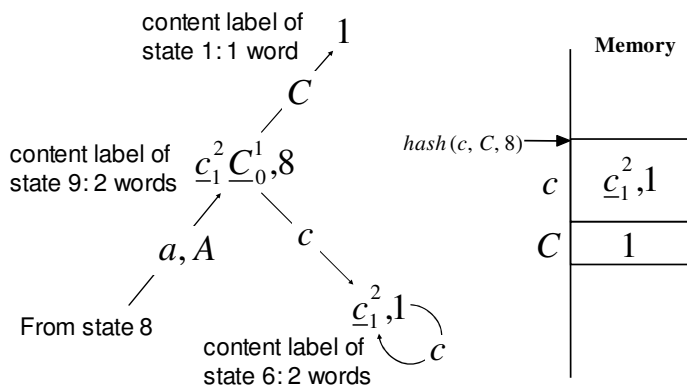 content label of
state 1: 1 word
1
Memory
C
hash(c, C, 8)
content label of
state 9: 2 words
c̲₁² C̲₀¹,8
c
c̲₁²,1
a, A
c
C
1
From state 8
c̲₁²,1
content label of
state 6: 2 words
c